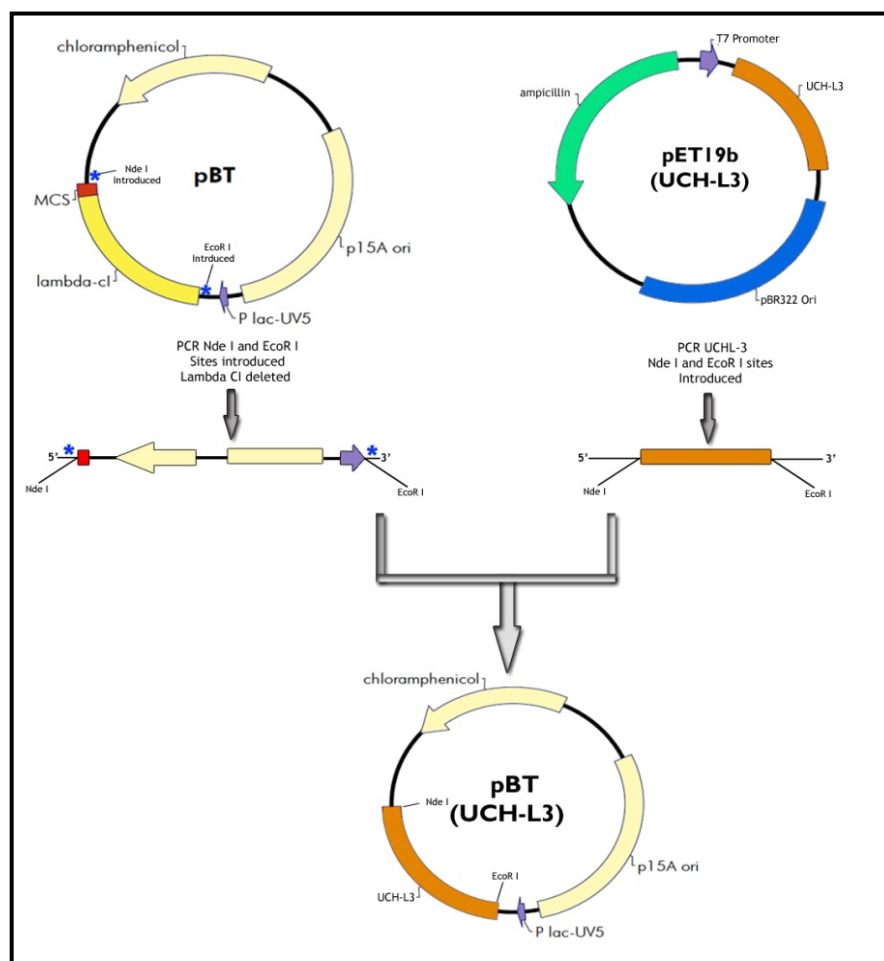 chloramphenicol
Nde I
Introduced
pBT
MCS
EcoR I
Intrduced
lambda-cI
p15A ori
P lac-UV5
T7 Promoter
ampicillin
UCH-L3
pET19b
(UCH-L3)
pBR322 Ori
PCR Nde I and EcoR I
Sites introduced
Lambda CI deleted
PCR UCHL-3
Nde I and EcoR I sites
Introduced
5’
3’
Nde I
EcoR I
5’
3’
Nde I
EcoR I
chloramphenicol
Nde I
pBT
(UCH-L3)
p15A ori
EcoR I
UCH-L3
P lac-UV5